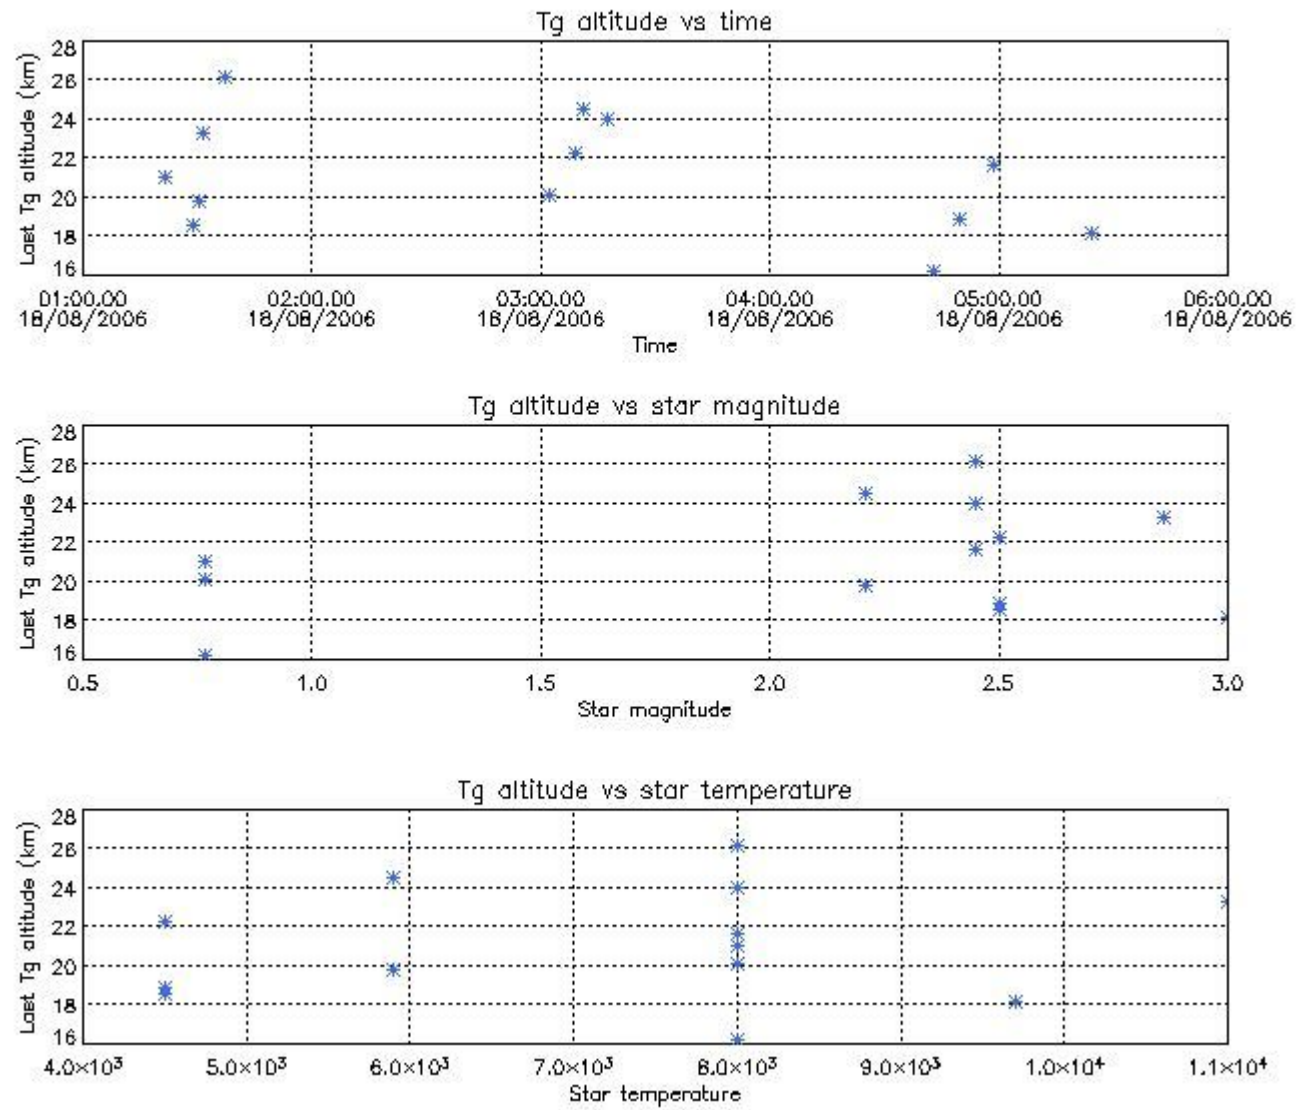 Tg altitude vs time
Last Tg altitude (km)
28
26
24
22
20
18
16
01:00.00 02:00.00 03:00.00 04:00.00 05:00.00 06:00.00
18/08/2006 18/08/2006 18/08/2006 18/08/2006 18/08/2006 18/08/2006
Time
Tg altitude vs star magnitude
Last Tg altitude (km)
28
26
24
22
20
18
16
0.5 1.0 1.5 2.0 2.5 3.0
Star magnitude
Tg altitude vs star temperature
Last Tg altitude (km)
28
26
24
22
20
18
16
4.0×10³ 5.0×10³ 6.0×10³ 7.0×10³ 8.0×10³ 9.0×10³ 1.0×10⁴ 1.1×10⁴
Star temperature